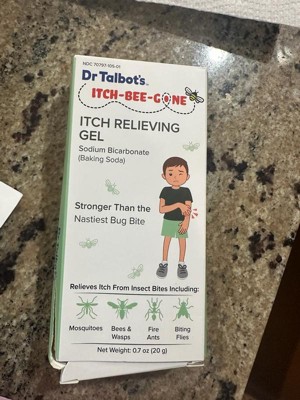 NDC 70797-105-01
Dr Talbot's
ITCH-BEE-GONE
ITCH RELIEVING
GEL
Sodium Bicarbonate
(Baking Soda)
Stronger Than the
Nastiest Bug Bite
Relieves Itch From Insect Bites Including:
Mosquitoes
Bees &
Wasps
Fire
Ants
Biting
Flies
Net Weight: 0.7 oz (20 g)